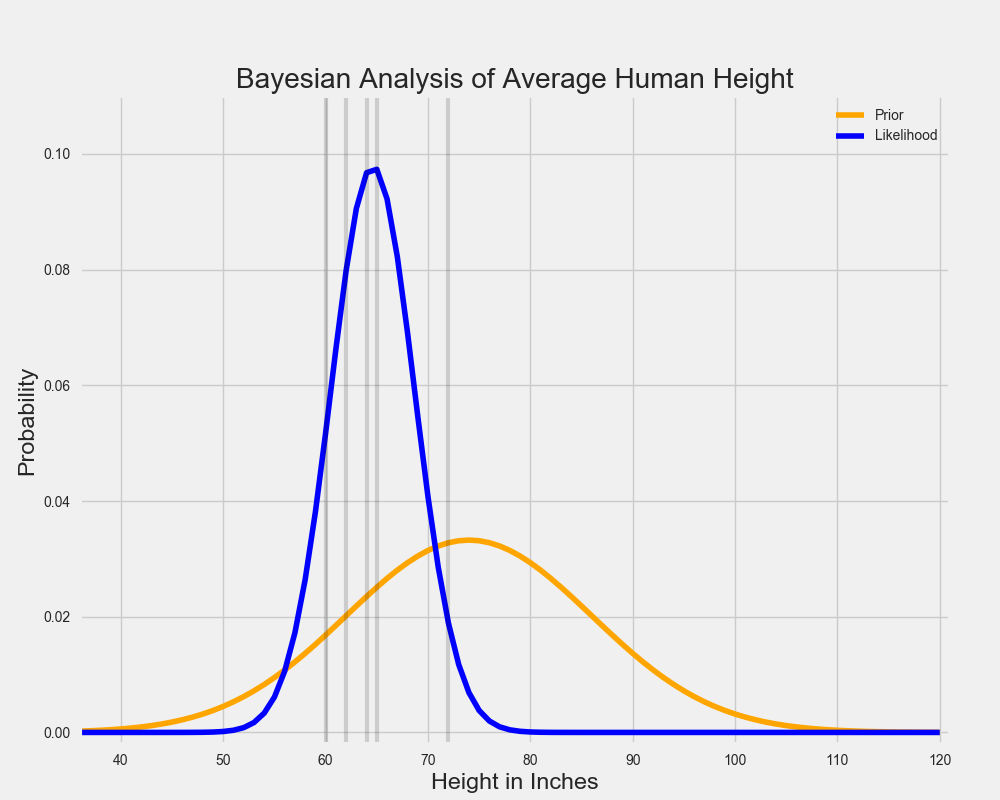 Bayesian Analysis of Average Human Height
Prior
Likelihood
0.10
0.08
0.06
0.04
0.02
0.00
Probability
40 50 60 70 80 90 100 110 120
Height in Inches